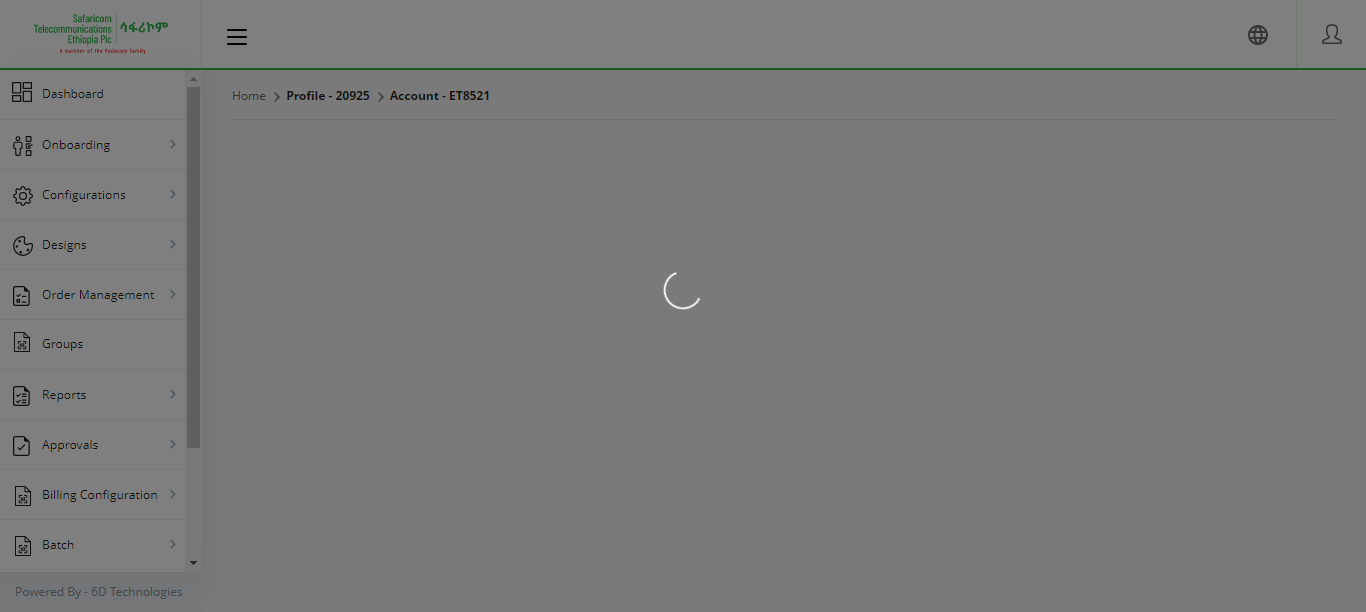 Safaricom
Telecommunications
Ethiopia Plc
ሳፋሪኮም
A member of the Vodacom family
Home
Profile - 20925
Account - ET8521
Dashboard
Onboarding
Configurations
Designs
Order Management
Groups
Reports
Approvals
Billing Configuration
Batch
Powered By - 6D Technologies